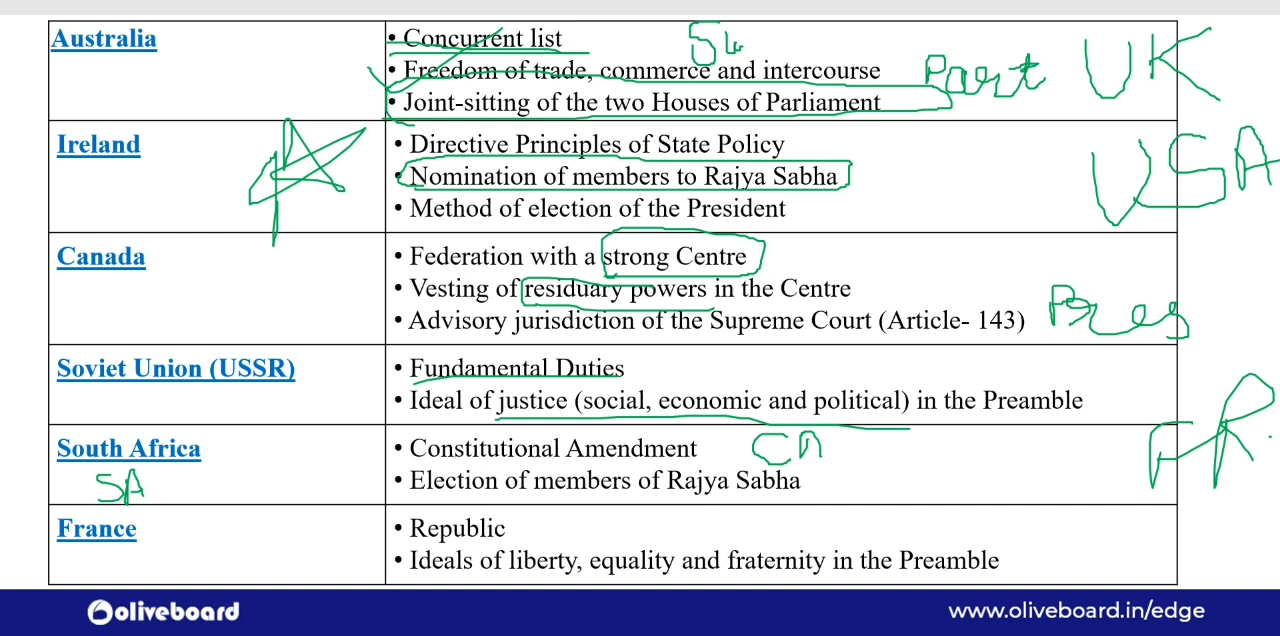 Australia
• Concurrent list
• Freedom of trade, commerce and intercourse
• Joint-sitting of the two Houses of Parliament
Part UK
Ireland
• Directive Principles of State Policy
• Nomination of members to Rajya Sabha
• Method of election of the President
USA
Canada
• Federation with a strong Centre
• Vesting of residuary powers in the Centre
• Advisory jurisdiction of the Supreme Court (Article- 143)
Pres
Soviet Union (USSR)
• Fundamental Duties
• Ideal of justice (social, economic and political) in the Preamble
FR
South Africa
SA
• Constitutional Amendment CA
• Election of members of Rajya Sabha
France
• Republic
• Ideals of liberty, equality and fraternity in the Preamble
oliveboard
www.oliveboard.in/edge